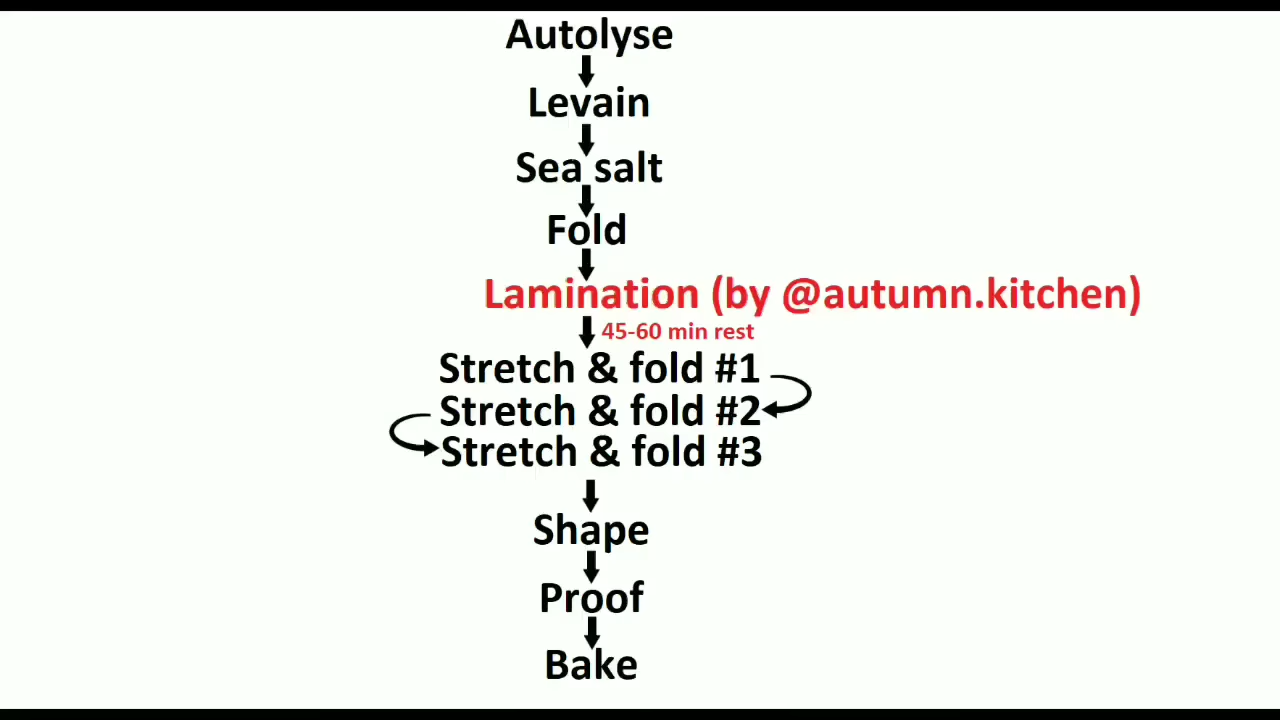 Autolyse
Levain
Sea salt
Fold
Lamination (by @autumn.kitchen)
45-60 min rest
Stretch & fold #1
Stretch & fold #2
Stretch & fold #3
Shape
Proof
Bake